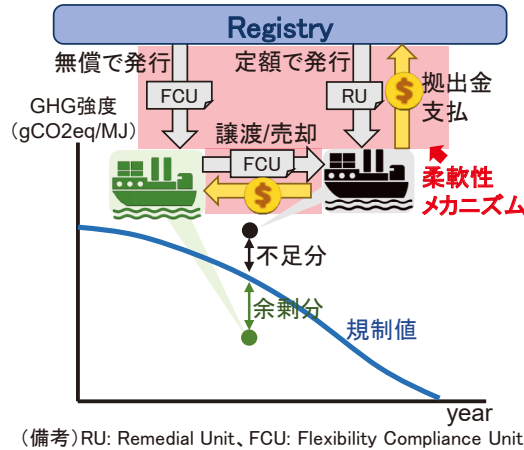 Registry
無償で発行
定額で発行
FCU
RU
$
拠出金
支払
GHG強度
(gCO2eq/MJ)
譲渡/売却
FCU
$
柔軟性
メカニズム
不足分
余剰分
規制値
year
(備考)RU: Remedial Unit、FCU: Flexibility Compliance Unit